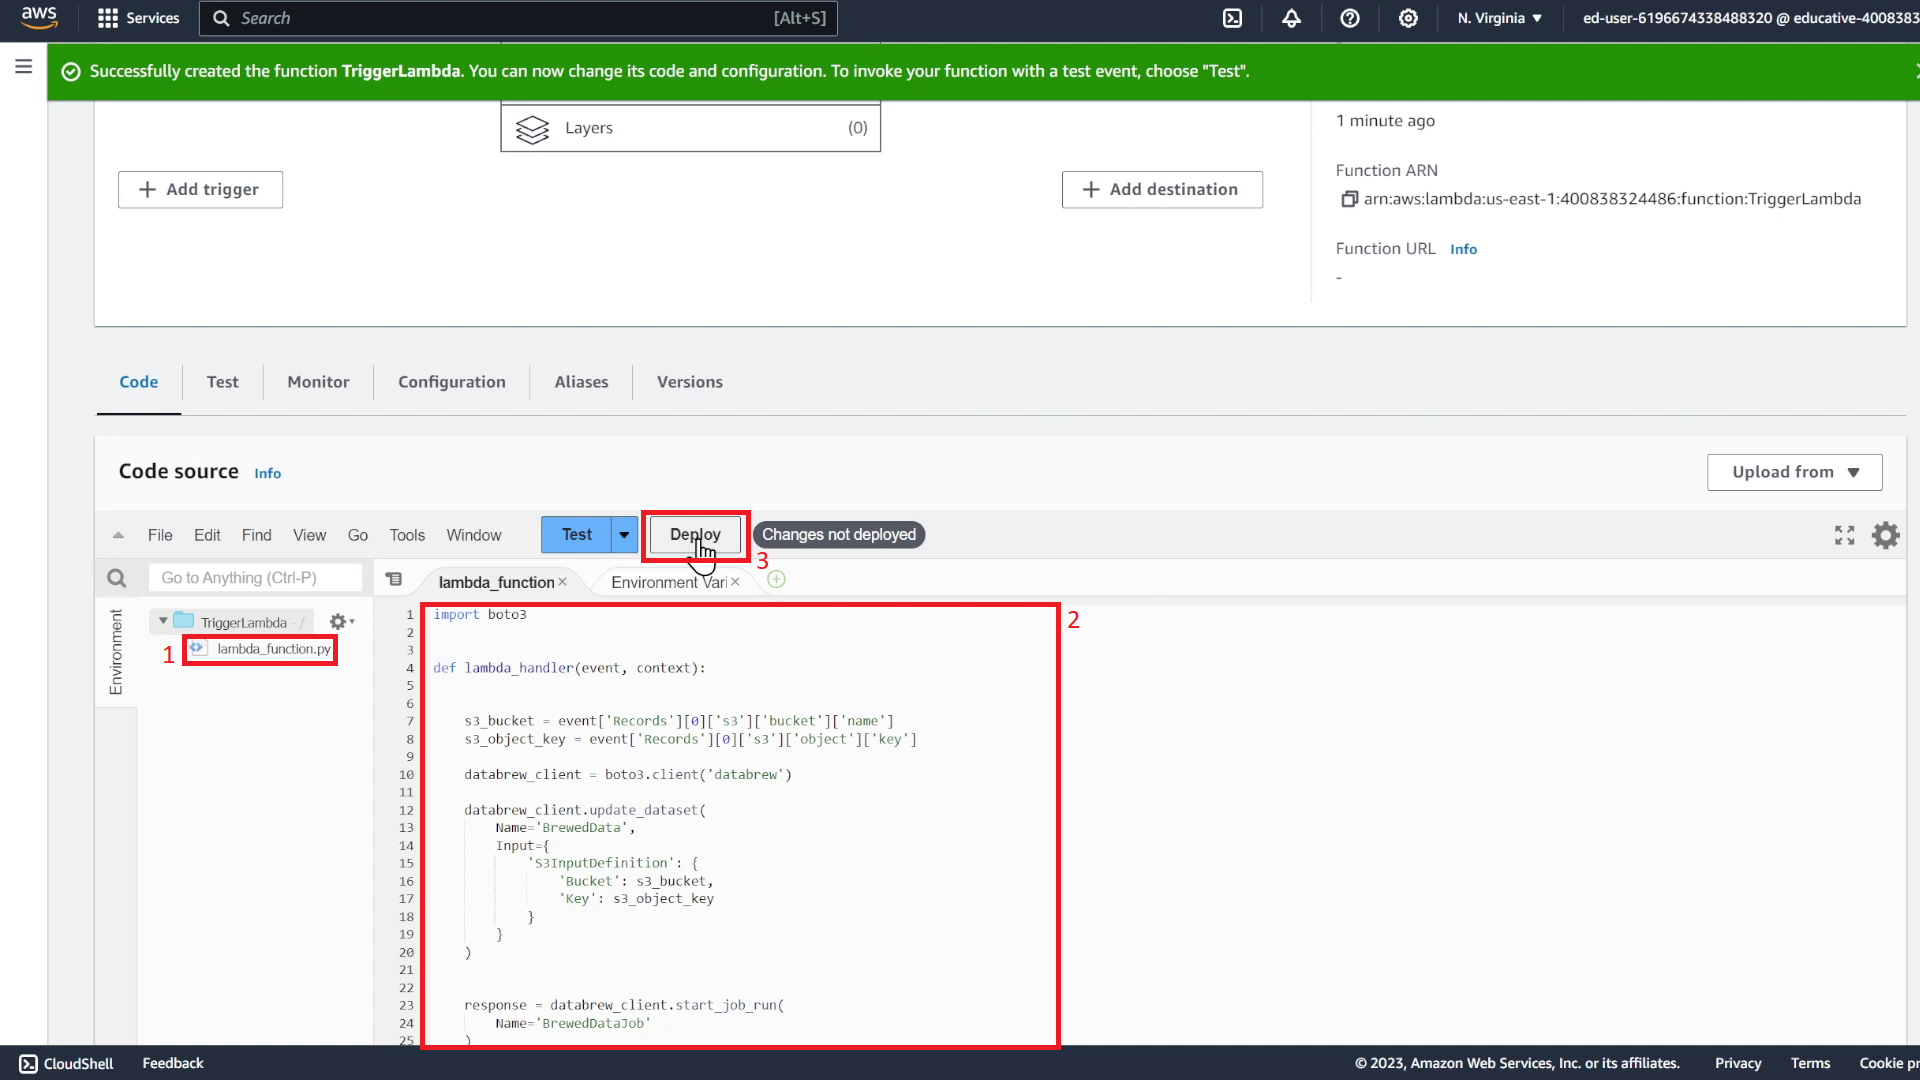 aws
Services
Search
[Alt+S]
N. Virginia ▼
ed-user-6196674338488320 @ educative-4008383
Successfully created the function TriggerLambda. You can now change its code and configuration. To invoke your function with a test event, choose "Test".
Layers
(0)
1 minute ago
+ Add trigger
+ Add destination
Function ARN
arn:aws:lambda:us-east-1:400838324486:function:TriggerLambda
Function URL Info
-
Code
Test
Monitor
Configuration
Aliases
Versions
Code source Info
Upload from ▼
File Edit Find View Go Tools Window
Test
Deploy
Changes not deployed
3
Go to Anything (Ctrl-P)
lambda_function ×
Environment Vari ×
Environment
TriggerLambda - /
1
lambda_function.py
2
1 import boto3
2
3
4 def lambda_handler(event, context):
5
6
7 s3_bucket = event['Records'][0]['s3']['bucket']['name']
8 s3_object_key = event['Records'][0]['s3']['object']['key']
9
10 databrew_client = boto3.client('databrew')
11
12 databrew_client.update_dataset(
13 Name='BrewedData',
14 Input={
15 'S3InputDefinition': {
16 'Bucket': s3_bucket,
17 'Key': s3_object_key
18 }
19 }
20 )
21
22
23 response = databrew_client.start_job_run(
24 Name='BrewedDataJob'
25 )
CloudShell
Feedback
© 2023, Amazon Web Services, Inc. or its affiliates.
Privacy
Terms
Cookie pr